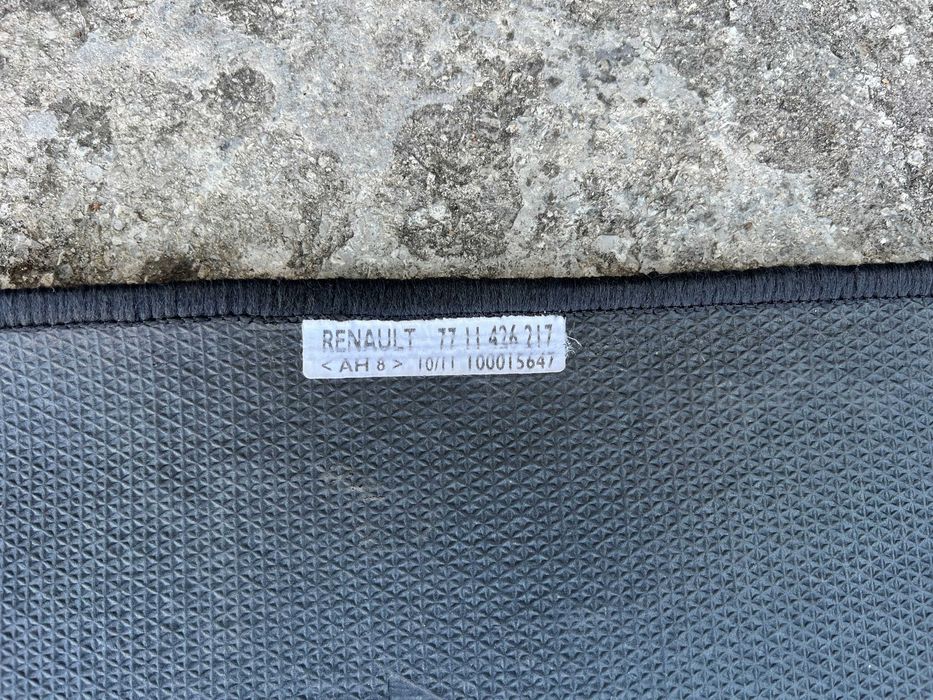 RENAULT 77 11 426 217
< AH 8 > 10/11 100015647